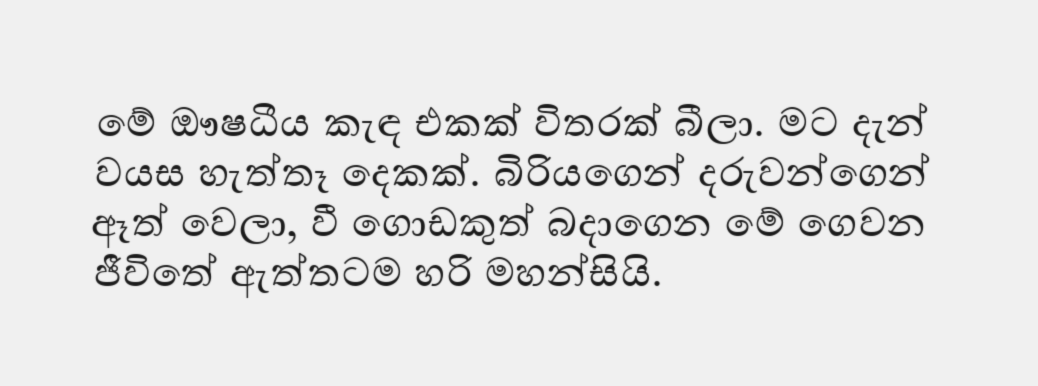 මේ ඖෂධීය කැඳ එකක් විතරක් බීලා. මට දැන්
වයස හැත්තෑ දෙකක්. බිරියගෙන් දරුවන්ගෙන්
ඈත් වෙලා, වී ගොඩකුත් බදාගෙන මේ ගෙවන
ජීවිතේ ඇත්තටම හරි මහන්සියි.